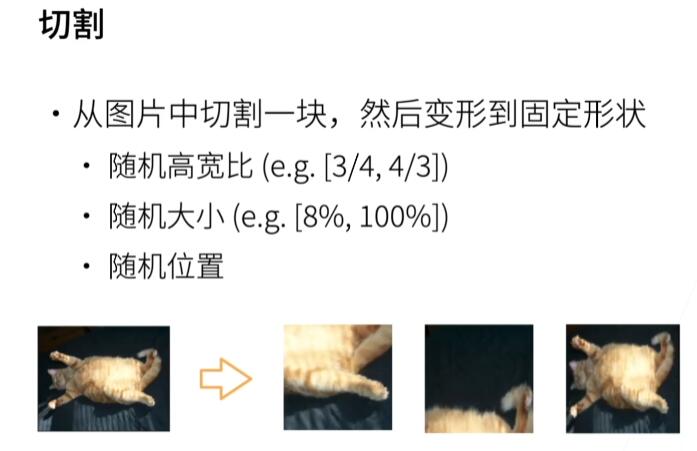 切割
• 从图片中切割一块，然后变形到固定形状
• 随机高宽比 (e.g. [3/4, 4/3])
• 随机大小 (e.g. [8%, 100%])
• 随机位置